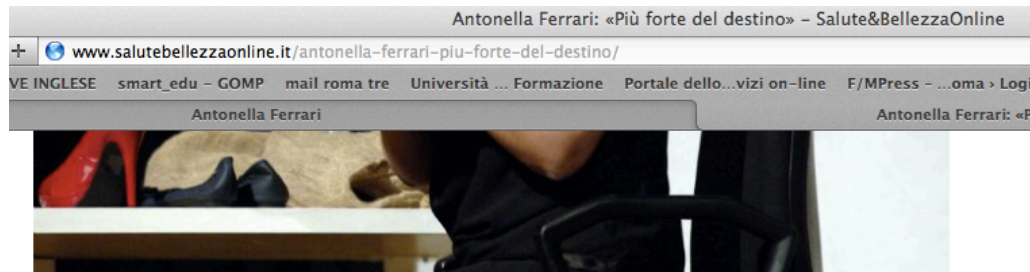 Antonella Ferrari: «Più forte del destino» – Salute&BellezzaOnline
www.salutebellezzaonline.it/antonella-ferrari-piu-forte-del-destino/
VE INGLESE smart_edu – GOMP mail roma tre Università ... Formazione Portale dello...vizi on-line F/MPress – ...oma › Logi
Antonella Ferrari Antonella Ferrari: «P